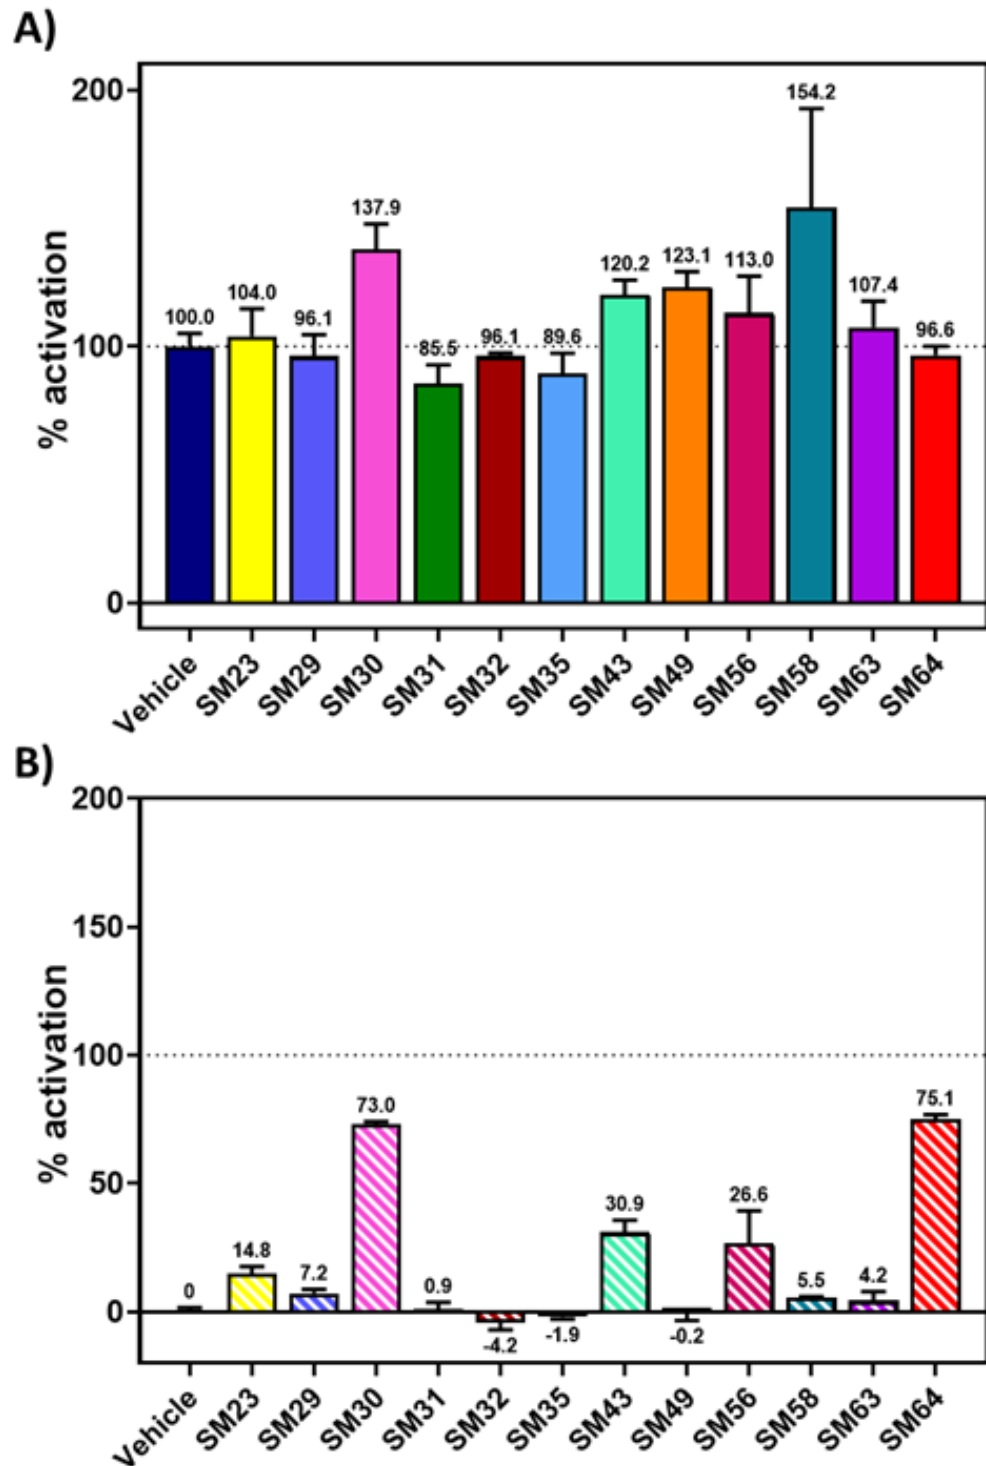 A)
200
154.2
137.9
123.1
120.2
113.0
107.4
104.0
100.0
96.1
96.1
89.6
96.6
85.5
100
% activation
0
Vehicle
SM23
SM29
SM30
SM31
SM32
SM35
SM43
SM49
SM56
SM58
SM63
SM64
B)
200
150
100
50
0
% activation
0
14.8
7.2
73.0
0.9
-4.2
-1.9
30.9
-0.2
26.6
5.5
4.2
75.1
Vehicle
SM23
SM29
SM30
SM31
SM32
SM35
SM43
SM49
SM56
SM58
SM63
SM64